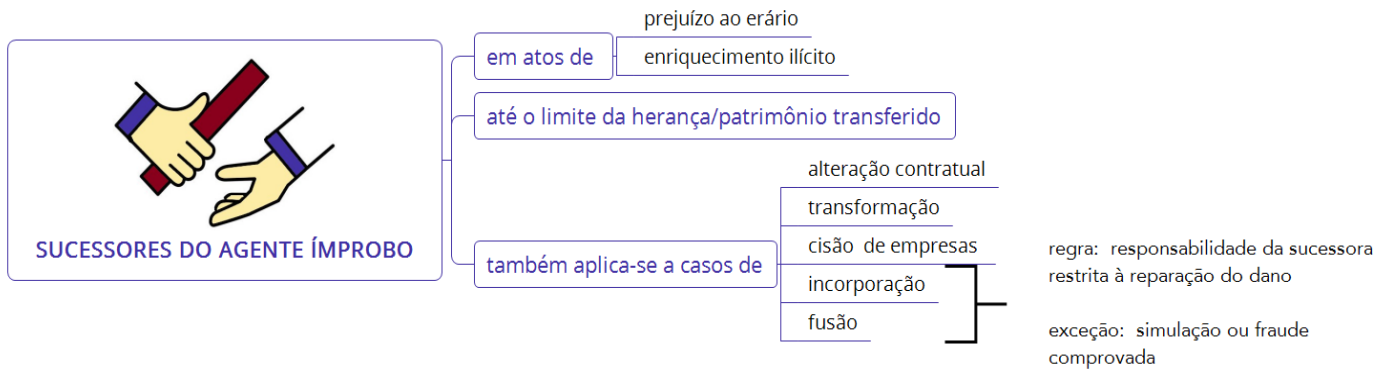 SUCESSORES DO AGENTE ÍMPROBO
em atos de
prejuízo ao erário
enriquecimento ilícito
até o limite da herança/patrimônio transferido
também aplica-se a casos de
alteração contratual
transformação
cisão de empresas
incorporação
fusão
regra: responsabilidade da sucessora
restrita à reparação do dano
exceção: simulação ou fraude
comprovada